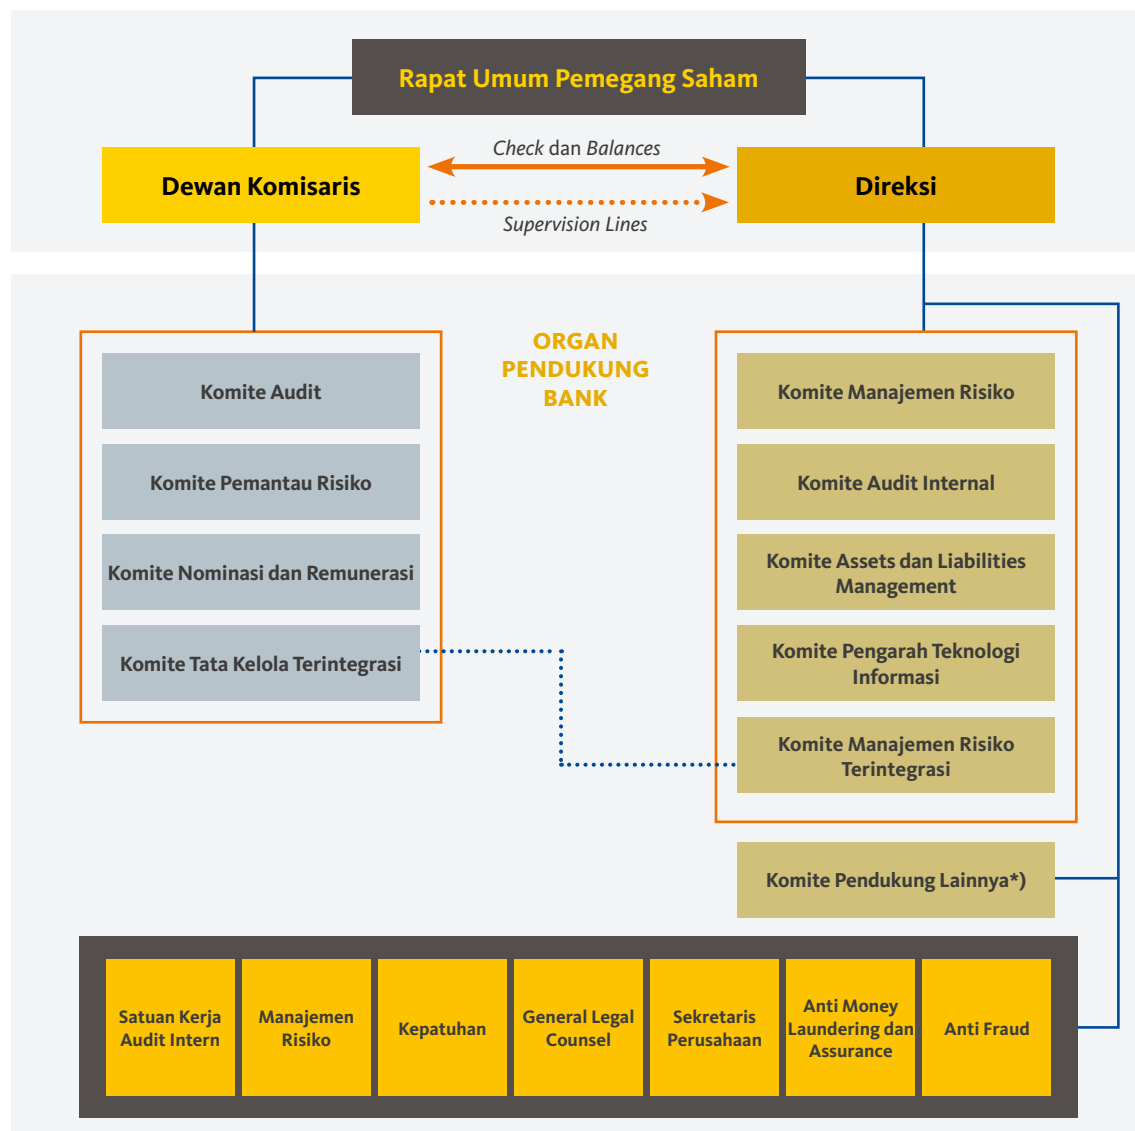 Rapat Umum Pemegang Saham
Check dan Balances
Dewan Komisaris
Direksi
Supervision Lines
ORGAN
PENDUKUNG
BANK
Komite Audit
Komite Pemantau Risiko
Komite Nominasi dan Remunerasi
Komite Tata Kelola Terintegrasi
Komite Manajemen Risiko
Komite Audit Internal
Komite Assets dan Liabilities
Management
Komite Pengarah Teknologi
Informasi
Komite Manajemen Risiko
Terintegrasi
Komite Pendukung Lainnya*)
Satuan Kerja
Audit Intern
Manajemen
Risiko
Kepatuhan
General Legal
Counsel
Sekretaris
Perusahaan
Anti Money
Laundering dan
Assurance
Anti Fraud